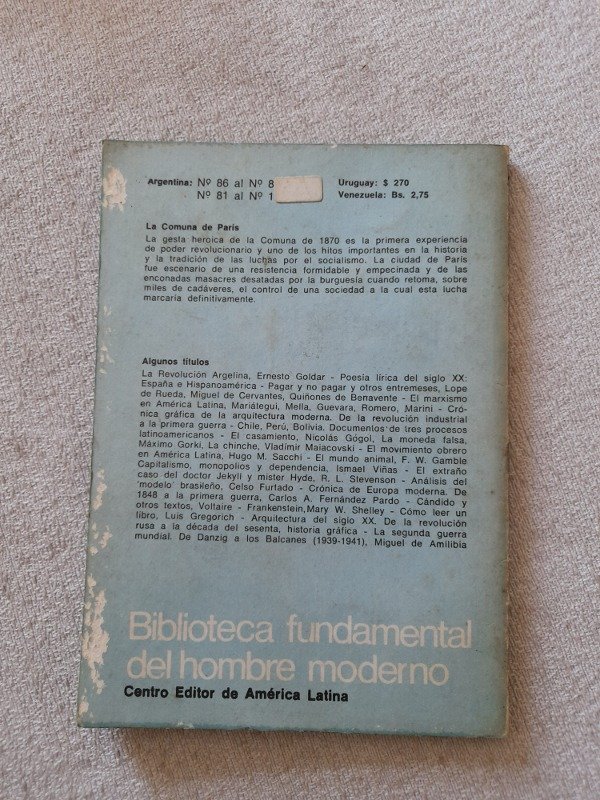 Argentina: Nº 86 al Nº 8 Uruguay: $ 270
Nº 81 al Nº 1 Venezuela: Bs. 2,75
La Comuna de París
La gesta heroica de la Comuna de 1870 es la primera experiencia
de poder revolucionario y uno de los hitos importantes en la historia
y la tradición de las luchas por el socialismo. La ciudad de París
fue escenario de una resistencia formidable y empecinada y de las
enconadas masacres desatadas por la burguesía cuando retoma, sobre
miles de cadáveres, el control de una sociedad a la cual esta lucha
marcaría definitivamente.
Algunos títulos
La Revolución Argelina, Ernesto Goldar - Poesía lírica del siglo XX:
España e Hispanoamérica - Pagar y no pagar y otros entremeses, Lope
de Rueda, Miguel de Cervantes, Quiñones de Benavente - El marxismo
en América Latina, Mariátegui, Mella, Guevara, Romero, Marini - Cró-
nica gráfica de la arquitectura moderna. De la revolución industrial
a la primera guerra - Chile, Perú, Bolivia. Documentos de tres procesos
latinoamericanos - El casamiento, Nicolás Gógol, La moneda falsa,
Máximo Gorki, La chinche, Vladimir Maiacovski - El movimiento obrero
en América Latina, Hugo M. Sacchi - El mundo animal, F. W. Gamble
Capitalismo, monopolios y dependencia, Ismael Viñas - El extraño
caso del doctor Jekyll y mister Hyde, R. L. Stevenson - Análisis del
'modelo' brasileño, Celso Furtado - Crónica de Europa moderna. De
1848 a la primera guerra, Carlos A. Fernández Pardo - Cándido y
otros textos, Voltaire - Frankenstein,Mary W. Shelley - Cómo leer un
libro, Luis Gregorich - Arquitectura del siglo XX. De la revolución
rusa a la década del sesenta, historia gráfica - La segunda guerra
mundial. De Danzig a los Balcanes (1939-1941), Miguel de Amilibia
Biblioteca fundamental
del hombre moderno
Centro Editor de América Latina